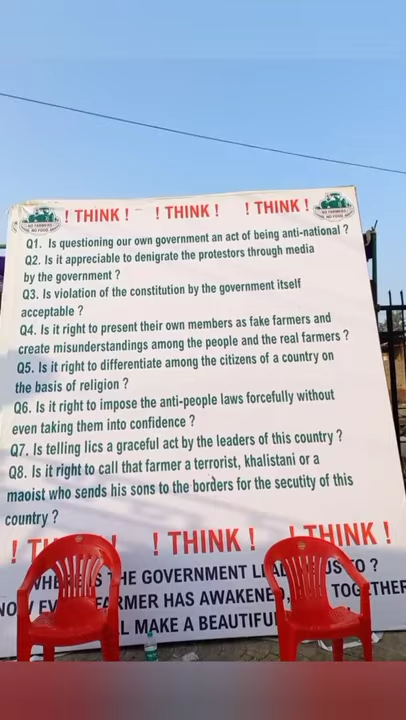 ! THINK ! ! THINK ! ! THINK !
NO FARMERS
NO FOOD
NO FARMERS
NO FOOD
Q1. Is questioning our own government an act of being anti-national ?
Q2. Is it appreciable to denigrate the protestors through media
by the government ?
Q3. Is violation of the constitution by the government itself
acceptable ?
Q4. Is it right to present their own members as fake farmers and
create misunderstandings among the people and the real farmers ?
Q5. Is it right to differentiate among the citizens of a country on
the basis of religion ?
Q6. Is it right to impose the anti-people laws forcefully without
even taking them into confidence ?
Q7. Is telling lics a graceful act by the leaders of this country ?
Q8. Is it right to call that farmer a terrorist, khalistani or a
maoist who sends his sons to the borders for the secutity of this
country ?
! ! ! THINK ! ! THINK !
THE GOVERNMENT TO ?
FARMER HAS AWAKENED, TOGETHER
MAKE A BEAUTIFUL